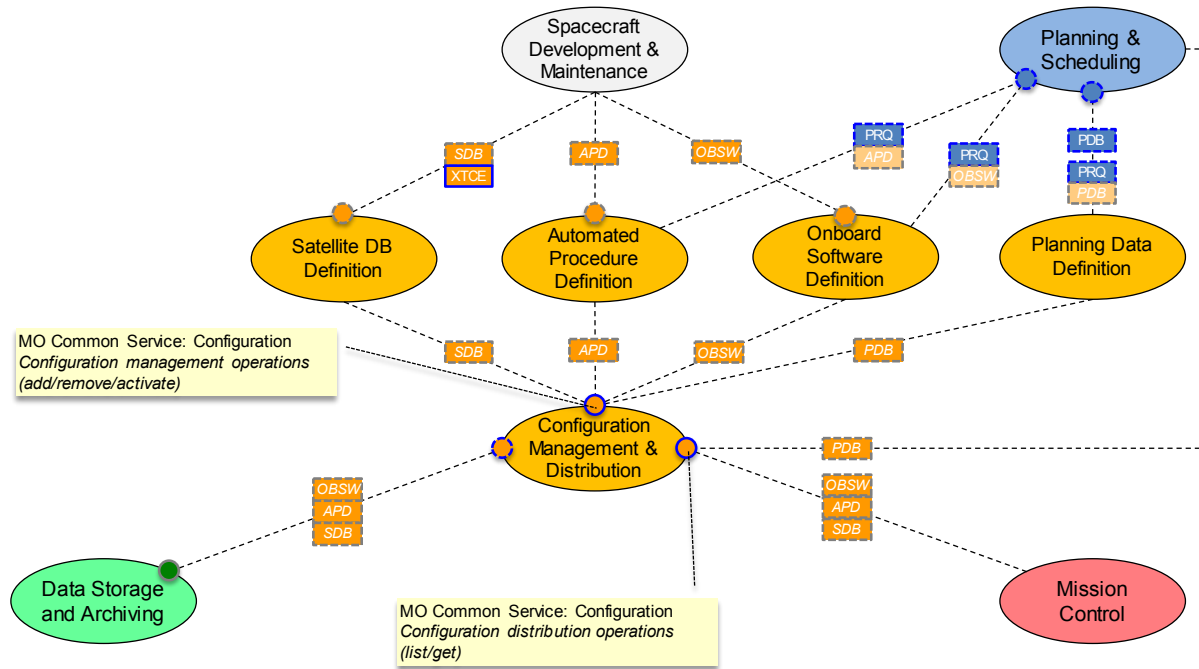 Spacecraft
Development &
Maintenance
Planning &
Scheduling
SDB
XTCE
APD
OBSW
PRQ
APD
PRQ
OBSW
PDB
PRQ
PDB
Satellite DB
Definition
Automated
Procedure
Definition
Onboard
Software
Definition
Planning Data
Definition
MO Common Service: Configuration
Configuration management operations
(add/remove/activate)
SDB
APD
OBSW
PDB
Configuration
Management &
Distribution
PDB
OBSW
APD
SDB
OBSW
APD
SDB
Data Storage
and Archiving
MO Common Service: Configuration
Configuration distribution operations
(list/get)
Mission
Control